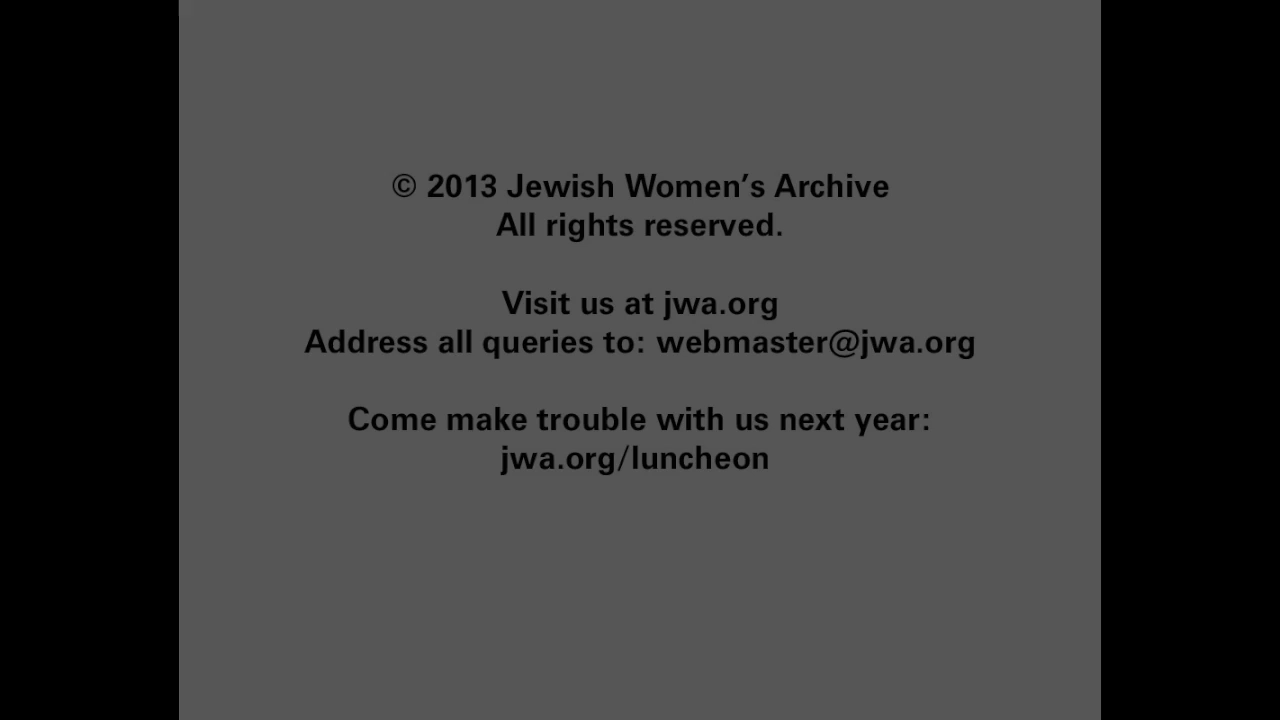 © 2013 Jewish Women’s Archive
All rights reserved.
Visit us at jwa.org
Address all queries to: webmaster@jwa.org
Come make trouble with us next year:
jwa.org/luncheon